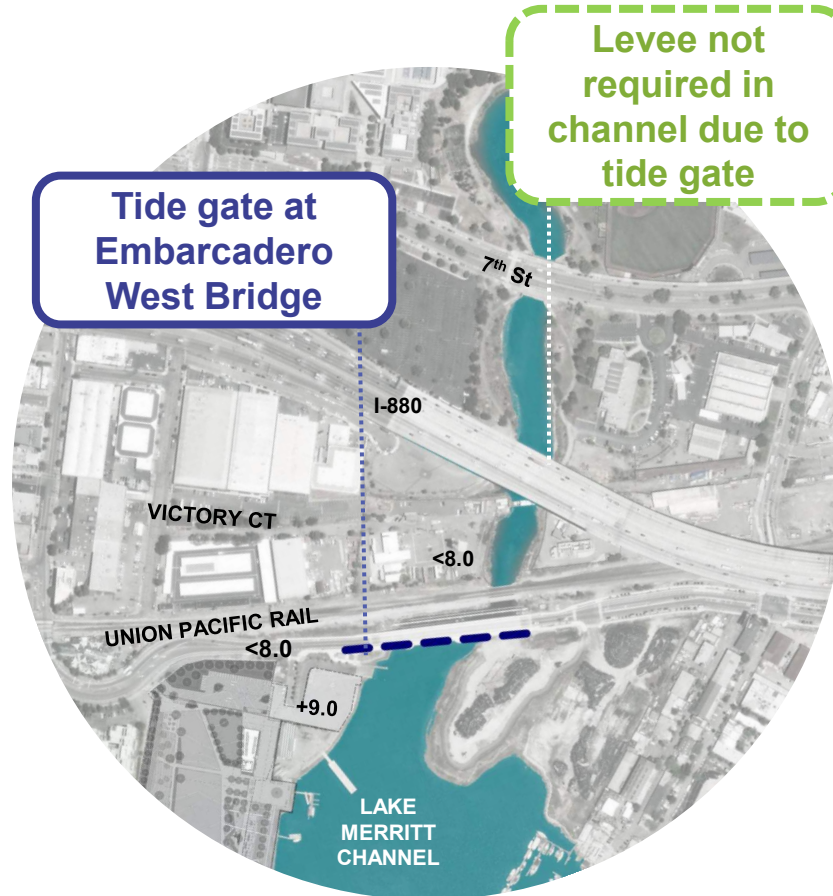 Levee not
required in
channel due to
tide gate
Tide gate at
Embarcadero
West Bridge
7th St
I-880
VICTORY CT
<8.0
UNION PACIFIC RAIL
<8.0
+9.0
LAKE
MERRITT
CHANNEL